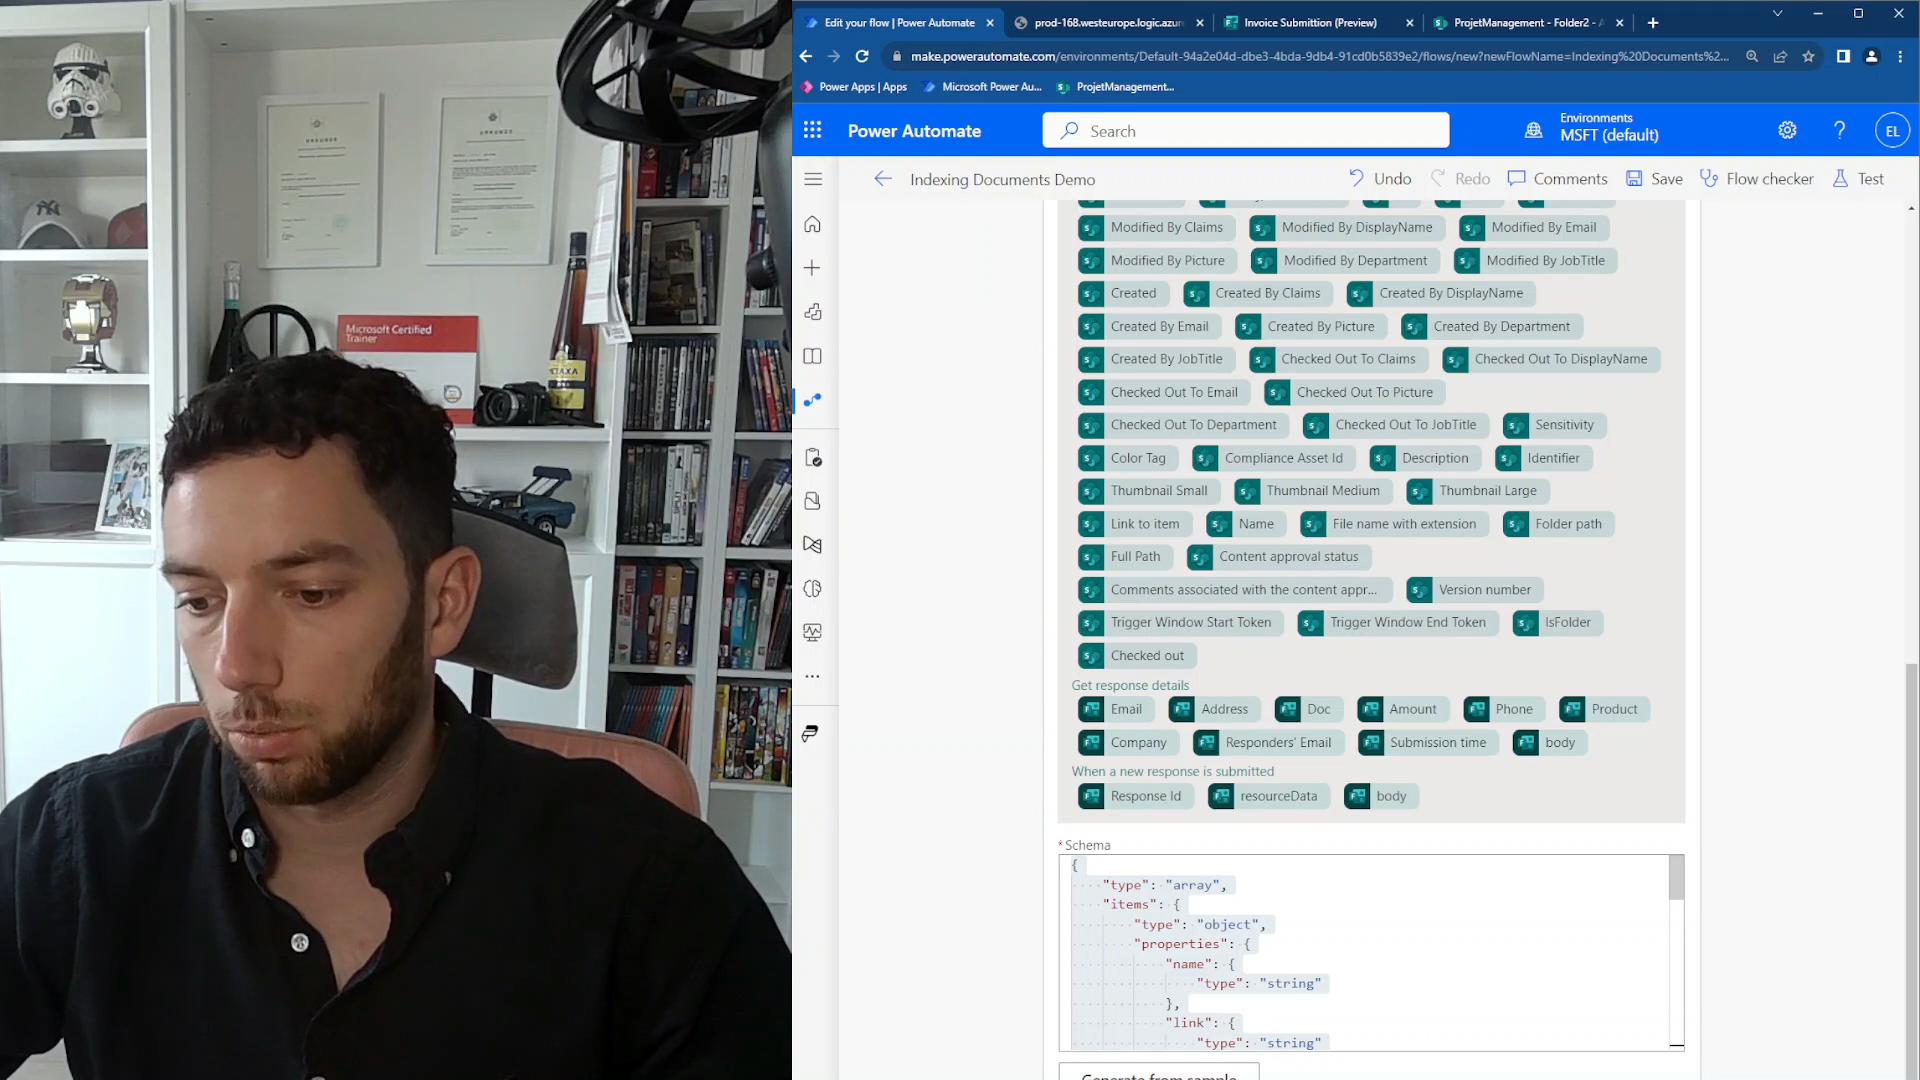 URKUNDE
URKUNDE
Microsoft Certified
Trainer
METAXA
Edit your flow | Power Automate
prod-168.westeurope.logic.azur
Invoice Submittion (Preview)
ProjetManagement - Folder2 - A
make.powerautomate.com/environments/Default-94a2e04d-dbe3-4bda-9db4-91cd0b5839e2/flows/new?newFlowName=Indexing%20Documents%2...
Power Apps | Apps
Microsoft Power Au...
ProjetManagement...
Power Automate
Search
Environments
MSFT (default)
?
EL
Indexing Documents Demo
Undo
Redo
Comments
Save
Flow checker
Test
Modified By Claims
Modified By DisplayName
Modified By Email
Modified By Picture
Modified By Department
Modified By JobTitle
Created
Created By Claims
Created By DisplayName
Created By Email
Created By Picture
Created By Department
Created By JobTitle
Checked Out To Claims
Checked Out To DisplayName
Checked Out To Email
Checked Out To Picture
Checked Out To Department
Checked Out To JobTitle
Sensitivity
Color Tag
Compliance Asset Id
Description
Identifier
Thumbnail Small
Thumbnail Medium
Thumbnail Large
Link to item
Name
File name with extension
Folder path
Full Path
Content approval status
Comments associated with the content appr...
Version number
Trigger Window Start Token
Trigger Window End Token
IsFolder
Checked out
Get response details
Email
Address
Doc
Amount
Phone
Product
Company
Responders' Email
Submission time
body
When a new response is submitted
Response Id
resourceData
body
* Schema
{
"type": "array",
"items": {
"type": "object",
"properties": {
"name": {
"type": "string"
},
"link": {
"type": "string"
Generate from sample